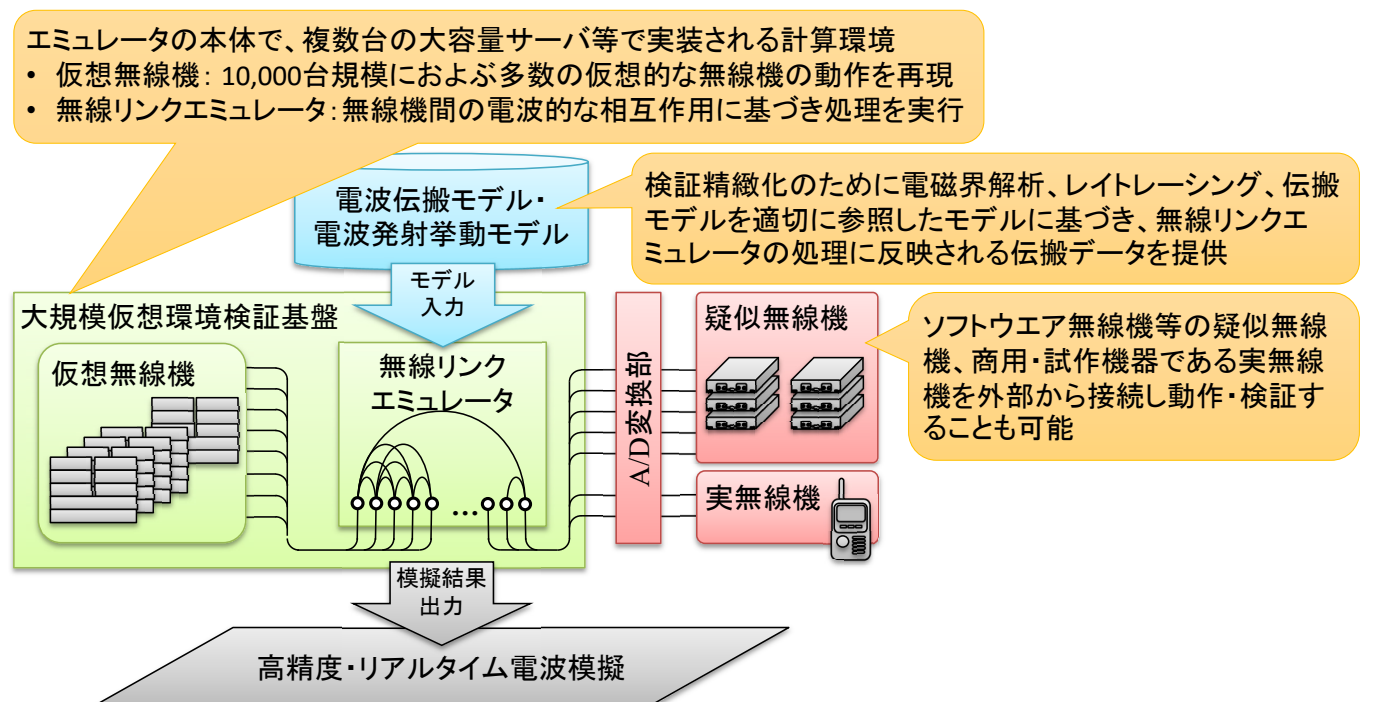 エミュレータの本体で、複数台の大容量サーバ等で実装される計算環境
• 仮想無線機： 10,000台規模におよぶ多数の仮想的な無線機の動作を再現
• 無線リンクエミュレータ：無線機間の電波的な相互作用に基づき処理を実行
電波伝搬モデル・
電波発射挙動モデル
検証精緻化のために電磁界解析、レイトレーシング、伝搬
モデルを適切に参照したモデルに基づき、無線リンクエ
ミュレータの処理に反映される伝搬データを提供
モデル
入力
大規模仮想環境検証基盤
仮想無線機
無線リンク
エミュレータ
...
A/D変換部
疑似無線機
実無線機
ソフトウエア無線機等の疑似無線
機、商用・試作機器である実無線
機を外部から接続し動作・検証す
ることも可能
模擬結果
出力
高精度・リアルタイム電波模擬